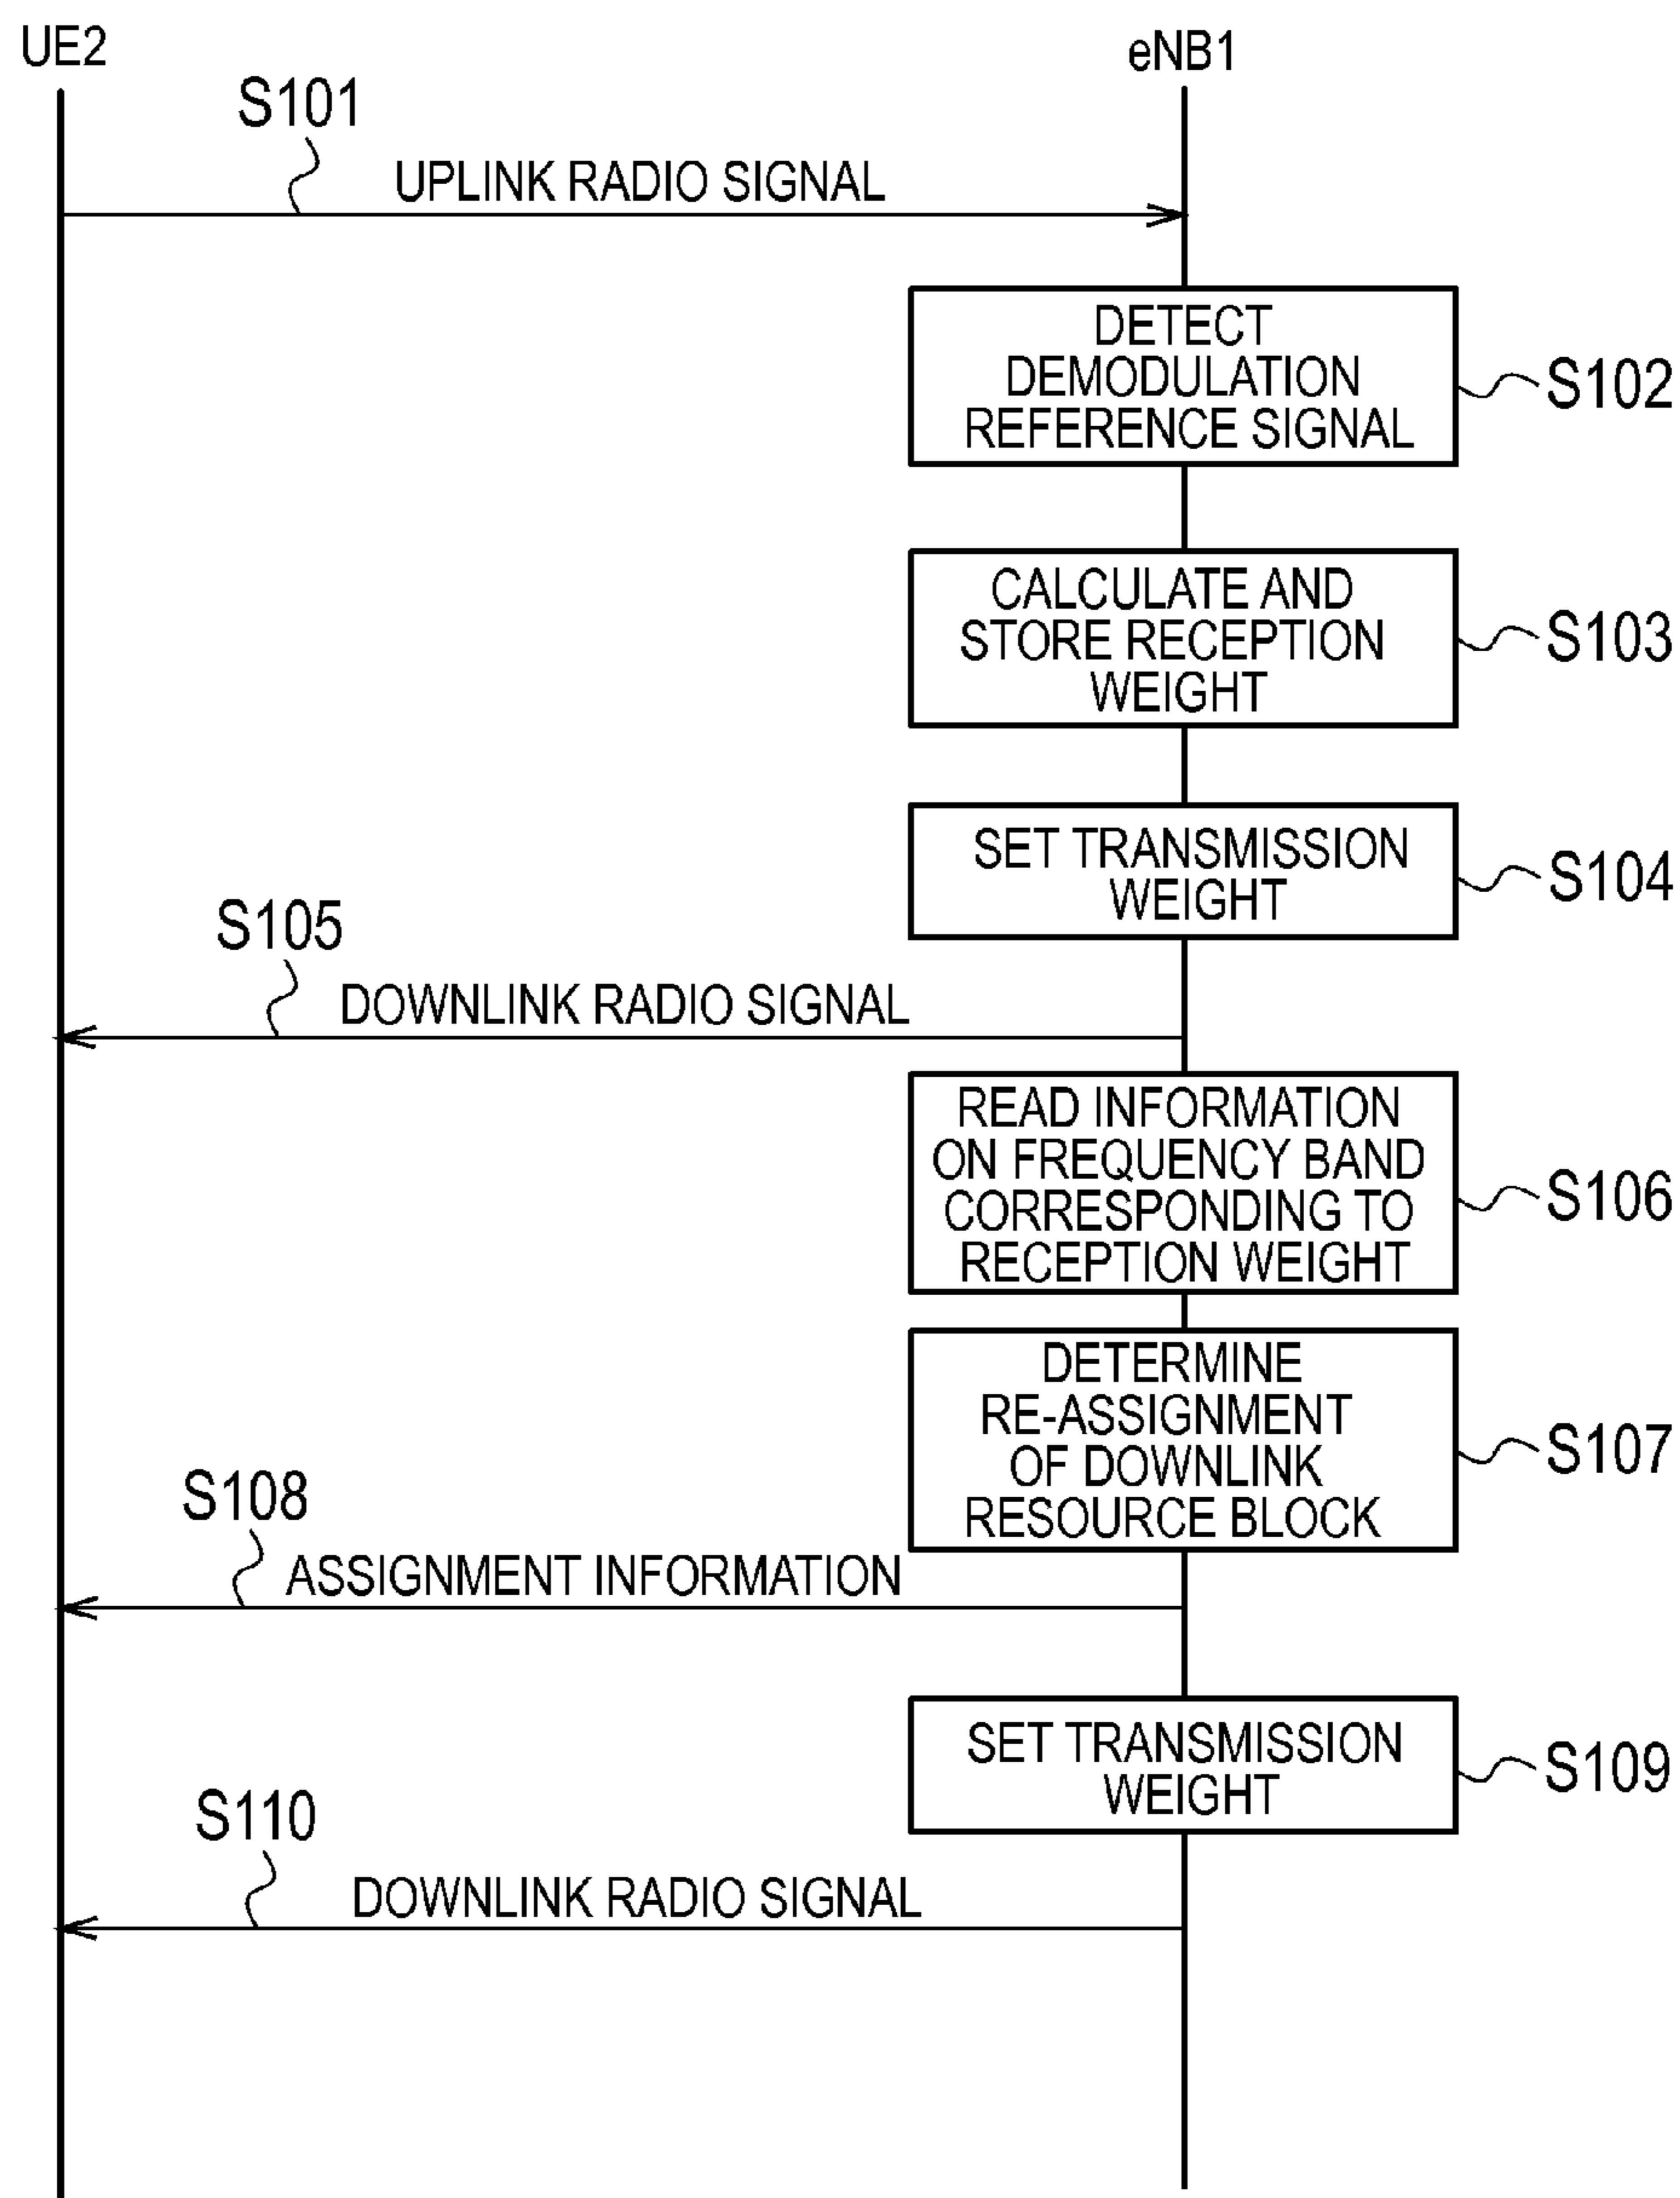 UE2
eNB1
S101
UPLINK RADIO SIGNAL
DETECT
DEMODULATION
REFERENCE SIGNAL
S102
CALCULATE AND
STORE RECEPTION
WEIGHT
S103
SET TRANSMISSION
WEIGHT
S104
S105
DOWNLINK RADIO SIGNAL
READ INFORMATION
ON FREQUENCY BAND
CORRESPONDING TO
RECEPTION WEIGHT
S106
DETERMINE
RE-ASSIGNMENT
OF DOWNLINK
RESOURCE BLOCK
S107
S108
ASSIGNMENT INFORMATION
SET TRANSMISSION
WEIGHT
S109
S110
DOWNLINK RADIO SIGNAL